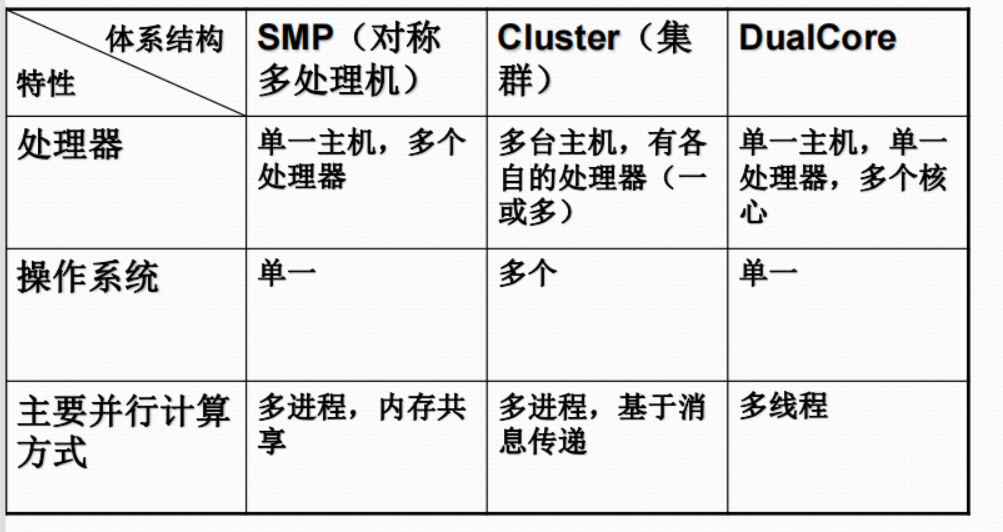 体系结构
特性
SMP（对称
多处理机）
Cluster（集
群）
DualCore
处理器
单一主机，多个
处理器
多台主机，有各
自的处理器（一
或多）
单一主机，单一
处理器，多个核
心
操作系统
单一
多个
单一
主要并行计算
方式
多进程，内存共
享
多进程，基于消
息传递
多线程